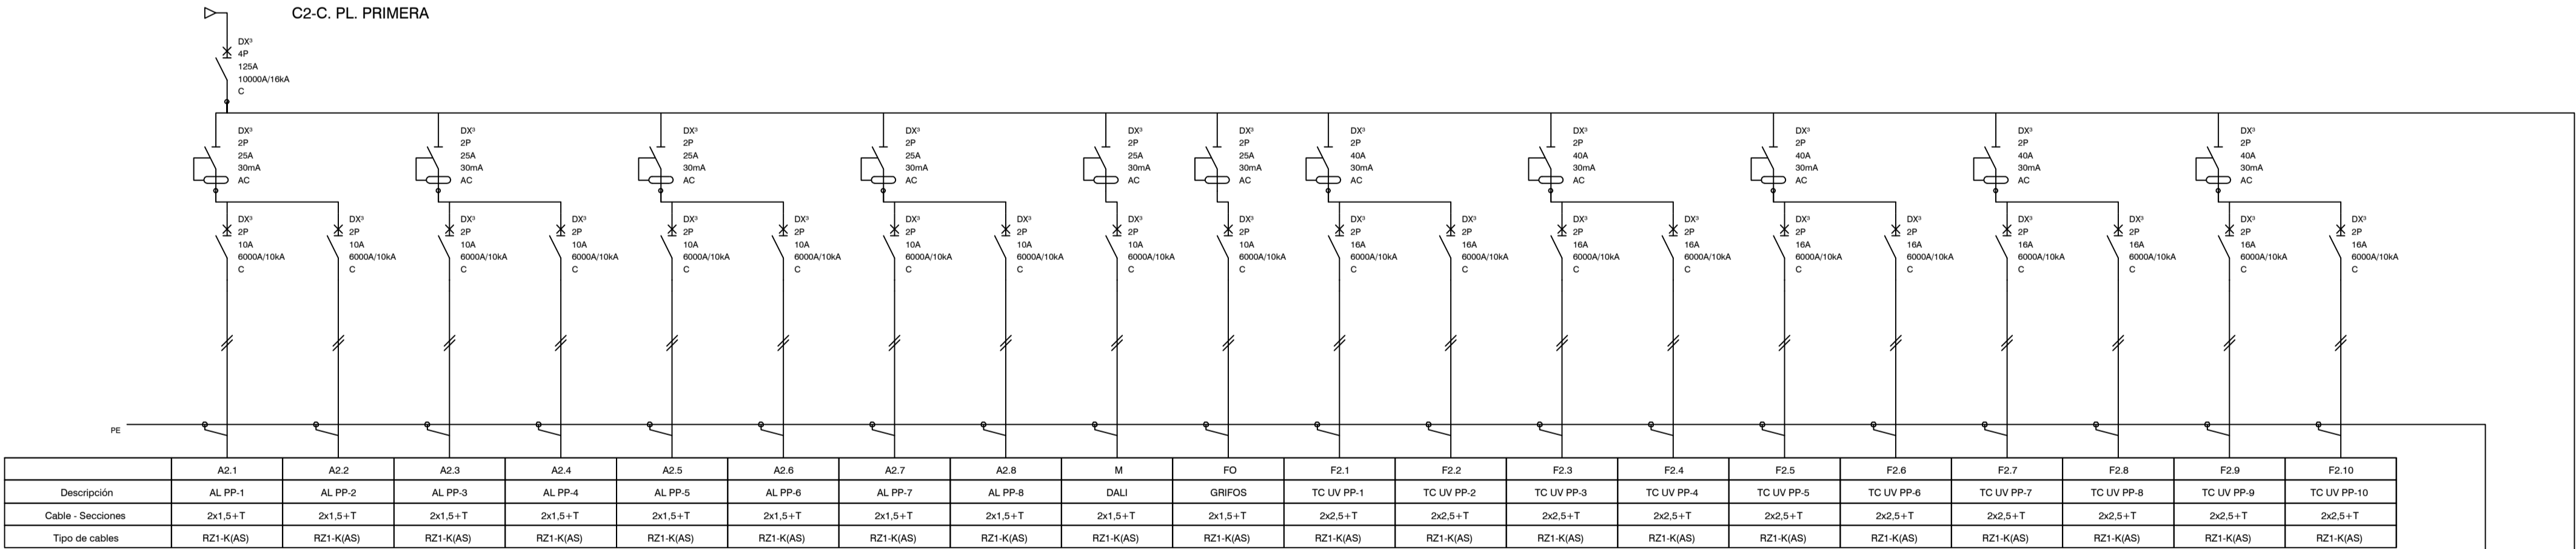 C2-C. PL. PRIMERA
DX³
4P
125A
10000A/16kA
C
DX³ DX³ DX³ DX³ DX³ DX³ DX³ DX³ DX³ DX³ DX³
2P 2P 2P 2P 2P 2P 2P 2P 2P 2P 2P
25A 25A 25A 25A 25A 25A 40A 40A 40A 40A 40A
30mA 30mA 30mA 30mA 30mA 30mA 30mA 30mA 30mA 30mA 30mA
AC AC AC AC AC AC AC AC AC AC AC
DX³ DX³ DX³ DX³ DX³ DX³ DX³ DX³ DX³ DX³ DX³ DX³ DX³ DX³ DX³ DX³ DX³ DX³ DX³ DX³
2P 2P 2P 2P 2P 2P 2P 2P 2P 2P 2P 2P 2P 2P 2P 2P 2P 2P 2P 2P
10A 10A 10A 10A 10A 10A 10A 10A 10A 10A 16A 16A 16A 16A 16A 16A 16A 16A 16A 16A
6000A/10kA 6000A/10kA 6000A/10kA 6000A/10kA 6000A/10kA 6000A/10kA 6000A/10kA 6000A/10kA 6000A/10kA 6000A/10kA 6000A/10kA 6000A/10kA 6000A/10kA 6000A/10kA 6000A/10kA 6000A/10kA 6000A/10kA 6000A/10kA 6000A/10kA 6000A/10kA
C C C C C C C C C C C C C C C C C C C C
PE
A2.1 A2.2 A2.3 A2.4 A2.5 A2.6 A2.7 A2.8 M FO F2.1 F2.2 F2.3 F2.4 F2.5 F2.6 F2.7 F2.8 F2.9 F2.10
Descripción AL PP-1 AL PP-2 AL PP-3 AL PP-4 AL PP-5 AL PP-6 AL PP-7 AL PP-8 DALI GRIFOS TC UV PP-1 TC UV PP-2 TC UV PP-3 TC UV PP-4 TC UV PP-5 TC UV PP-6 TC UV PP-7 TC UV PP-8 TC UV PP-9 TC UV PP-10
Cable - Secciones 2x1,5+T 2x1,5+T 2x1,5+T 2x1,5+T 2x1,5+T 2x1,5+T 2x1,5+T 2x1,5+T 2x1,5+T 2x1,5+T 2x2,5+T 2x2,5+T 2x2,5+T 2x2,5+T 2x2,5+T 2x2,5+T 2x2,5+T 2x2,5+T 2x2,5+T 2x2,5+T
Tipo de cables RZ1-K(AS) RZ1-K(AS) RZ1-K(AS) RZ1-K(AS) RZ1-K(AS) RZ1-K(AS) RZ1-K(AS) RZ1-K(AS) RZ1-K(AS) RZ1-K(AS) RZ1-K(AS) RZ1-K(AS) RZ1-K(AS) RZ1-K(AS) RZ1-K(AS) RZ1-K(AS) RZ1-K(AS) RZ1-K(AS) RZ1-K(AS) RZ1-K(AS)